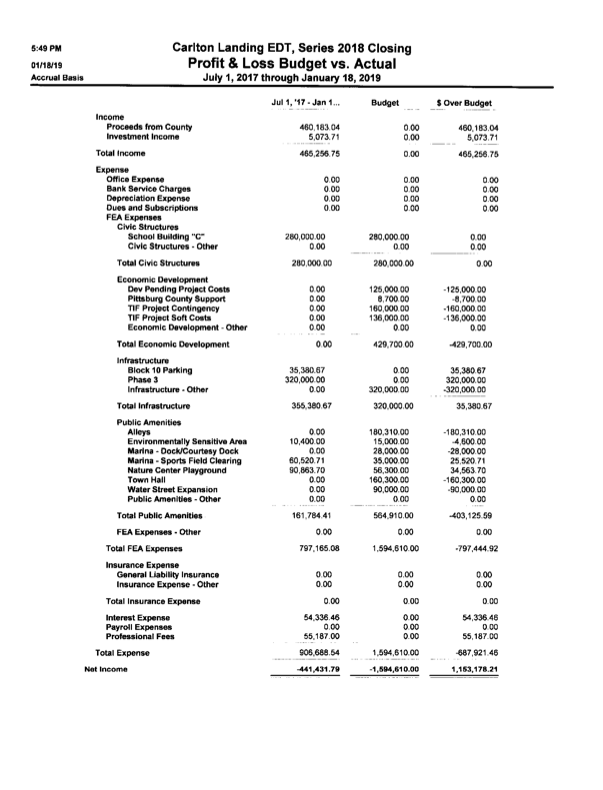 5:49 PM
01/18/19
Accrual Basis
Carlton Landing EDT, Series 2018 Closing
Profit & Loss Budget vs. Actual
July 1, 2017 through January 18, 2019
Jul 1, '17 - Jan 1... Budget $ Over Budget
Income
Proceeds from County 460,183.04 0.00 460,183.04
Investment Income 5,073.71 0.00 5,073.71
Total Income 465,256.75 0.00 465,256.75
Expense
Office Expense 0.00 0.00 0.00
Bank Service Charges 0.00 0.00 0.00
Depreciation Expense 0.00 0.00 0.00
Dues and Subscriptions 0.00 0.00 0.00
FEA Expenses
Civic Structures
School Building "C" 280,000.00 280,000.00 0.00
Civic Structures - Other 0.00 0.00 0.00
Total Civic Structures 280,000.00 280,000.00 0.00
Economic Development
Dev Pending Project Costs 0.00 125,000.00 -125,000.00
Pittsburg County Support 0.00 8,700.00 -8,700.00
TIF Project Contingency 0.00 160,000.00 -160,000.00
TIF Project Soft Costs 0.00 136,000.00 -136,000.00
Economic Development - Other 0.00 0.00 0.00
Total Economic Development 0.00 429,700.00 -429,700.00
Infrastructure
Block 10 Parking 35,380.67 0.00 35,380.67
Phase 3 320,000.00 0.00 320,000.00
Infrastructure - Other 0.00 320,000.00 -320,000.00
Total Infrastructure 355,380.67 320,000.00 35,380.67
Public Amenities
Alleys 0.00 180,310.00 -180,310.00
Environmentally Sensitive Area 10,400.00 15,000.00 -4,600.00
Marina - Dock/Courtesy Dock 0.00 28,000.00 -28,000.00
Marina - Sports Field Clearing 60,520.71 35,000.00 25,520.71
Nature Center Playground 90,863.70 56,300.00 34,563.70
Town Hall 0.00 160,300.00 -160,300.00
Water Street Expansion 0.00 90,000.00 -90,000.00
Public Amenities - Other 0.00 0.00 0.00
Total Public Amenities 161,784.41 564,910.00 -403,125.59
FEA Expenses - Other 0.00 0.00 0.00
Total FEA Expenses 797,165.08 1,594,610.00 -797,444.92
Insurance Expense
General Liability Insurance 0.00 0.00 0.00
Insurance Expense - Other 0.00 0.00 0.00
Total Insurance Expense 0.00 0.00 0.00
Interest Expense 54,336.46 0.00 54,336.46
Payroll Expenses 0.00 0.00 0.00
Professional Fees 55,187.00 0.00 55,187.00
Total Expense 906,688.54 1,594,610.00 -687,921.46
Net Income -441,431.79 -1,594,610.00 1,153,178.21